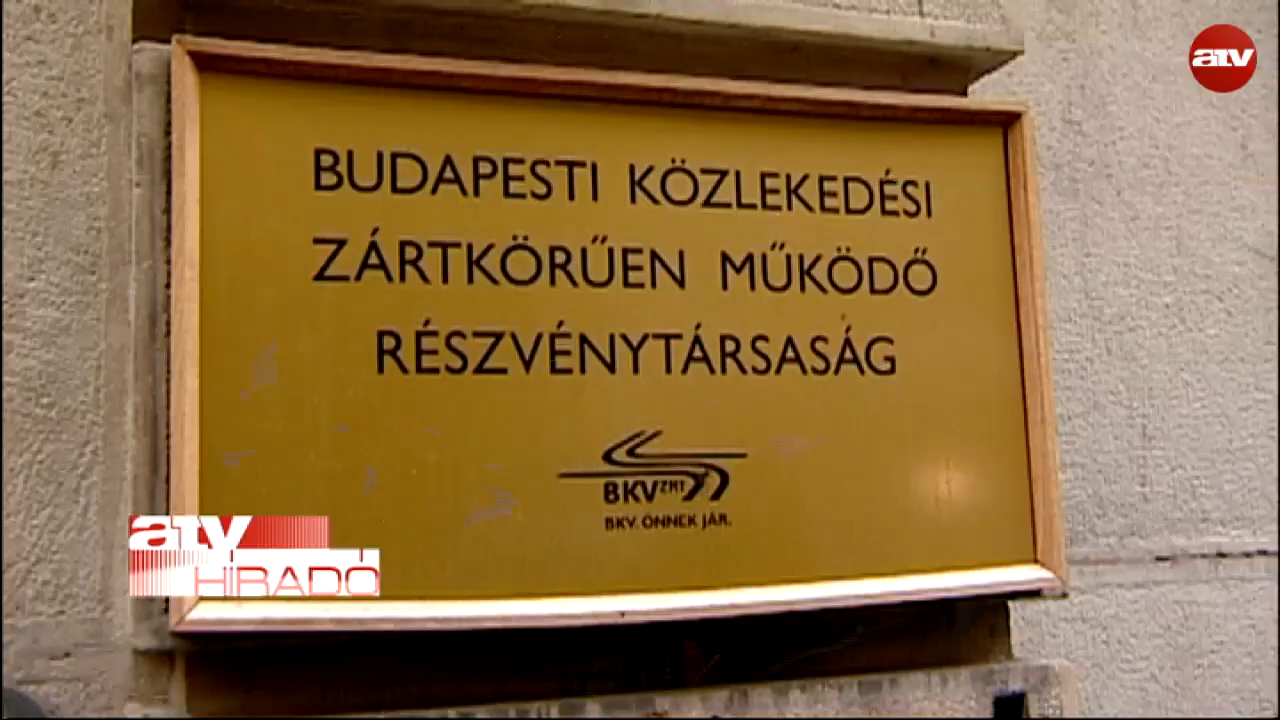 atv
BUDAPESTI KÖZLEKEDÉSI
ZÁRTKÖRŰEN MŰKÖDŐ
RÉSZVÉNYTÁRSASÁG
BKV ZRT
BKV. ÖNNEK JÁR.
atv
HÍRADÓ